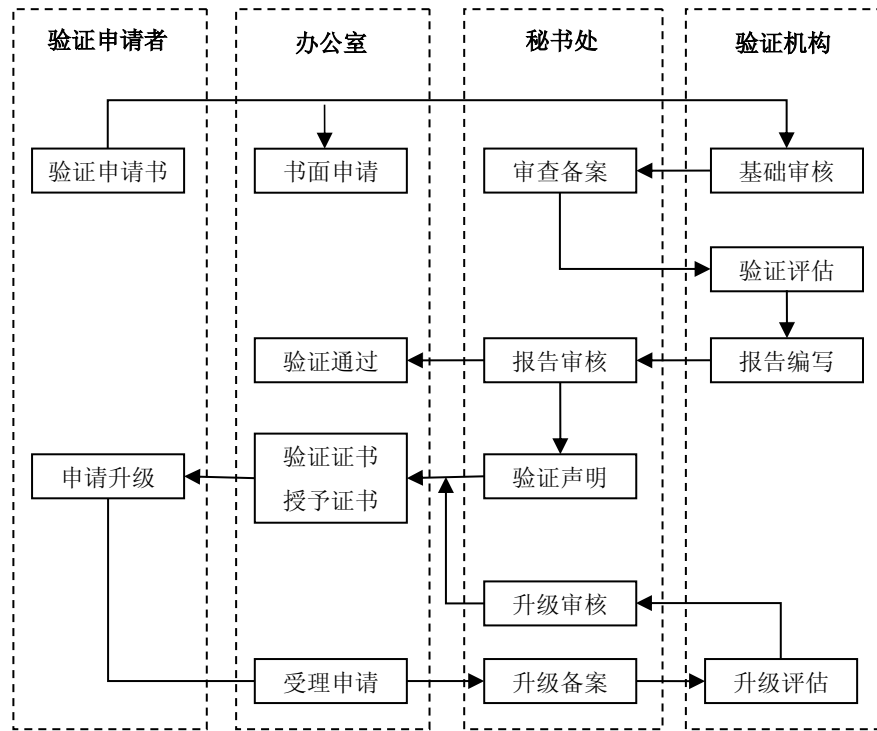 验证申请者
办公室
秘书处
验证机构
验证申请书
书面申请
审查备案
基础审核
验证评估
验证通过
报告审核
报告编写
申请升级
验证证书
授予证书
验证声明
升级审核
受理申请
升级备案
升级评估